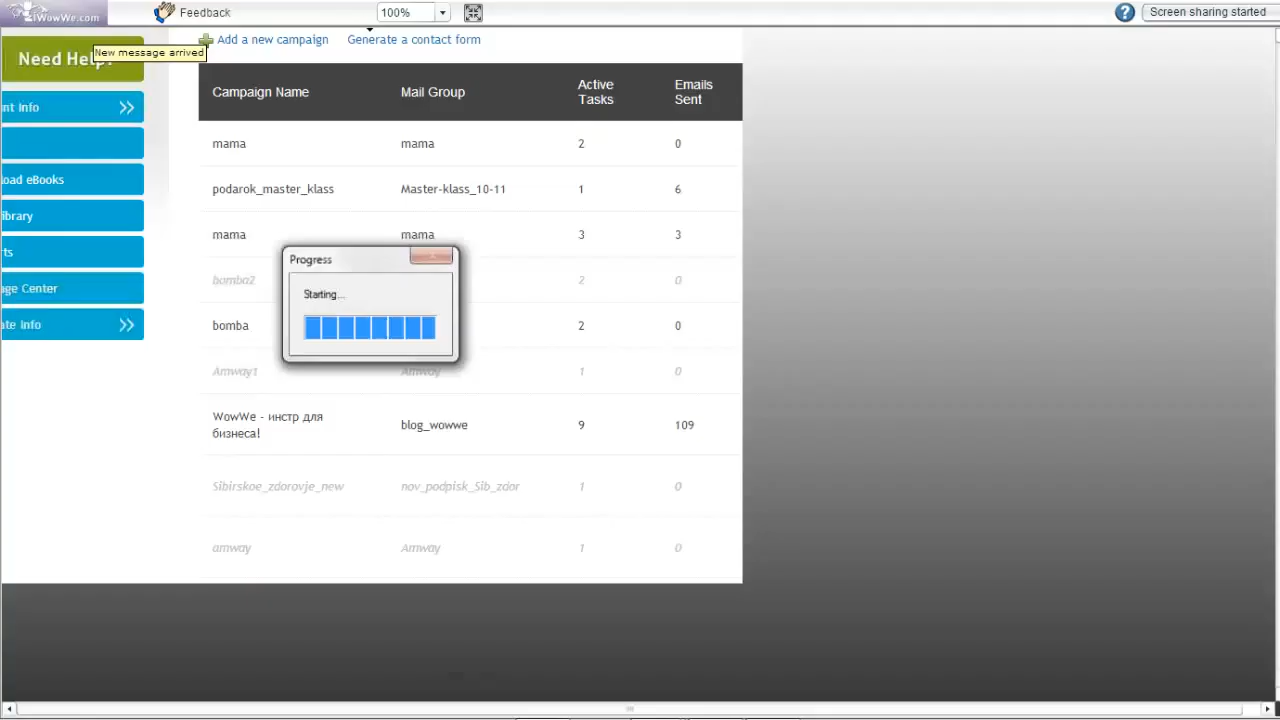 iWowWe.com
Feedback
100%
Screen sharing started
New message arrived
Need Help?
nt Info
load eBooks
ibrary
rts
age Center
ate Info
Add a new campaign
Generate a contact form
Campaign Name Mail Group Active Tasks Emails Sent
mama mama 2 0
podarok_master_klass Master-klass_10-11 1 6
mama mama 3 3
bomba2 2 0
bomba 2 0
Amway1 Amway 1 0
WowWe - инстр для
бизнеса! blog_wowwe 9 109
Sibirskoe_zdorovje_new nov_podpisk_Sib_zdor 1 0
amway Amway 1 0
Progress
Starting...